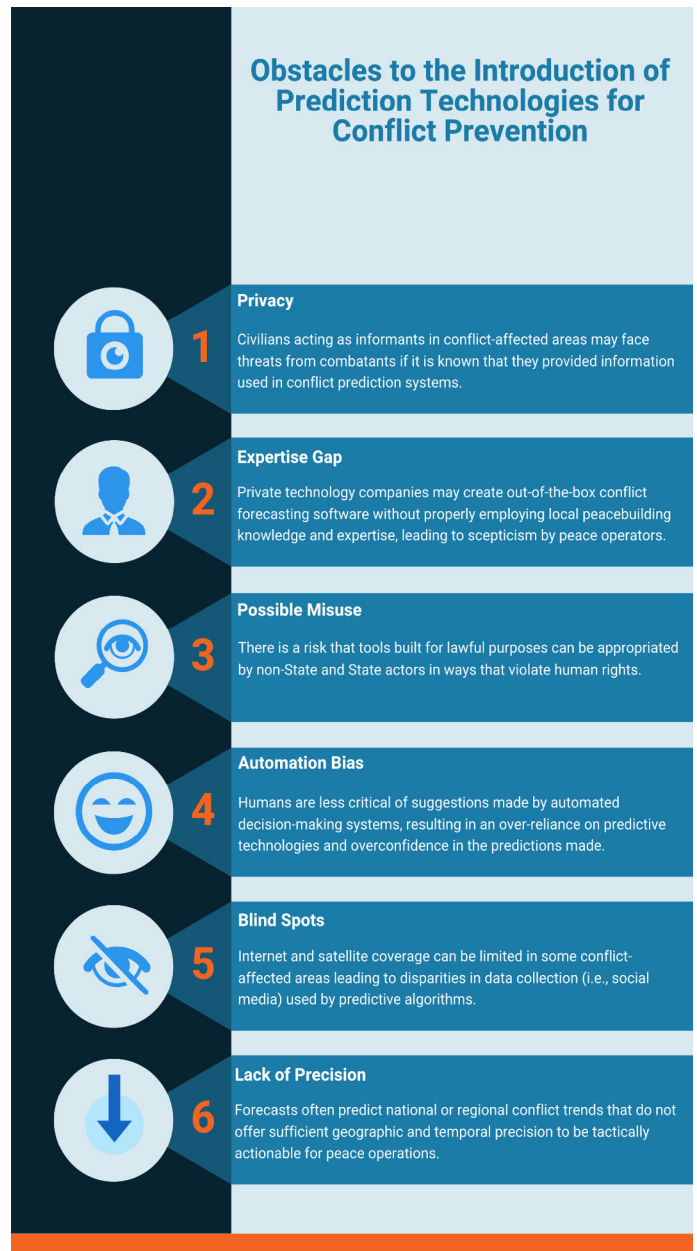 Obstacles to the Introduction of
Prediction Technologies for
Conflict Prevention
1
Privacy
Civilians acting as informants in conflict-affected areas may face
threats from combatants if it is known that they provided information
used in conflict prediction systems.
2
Expertise Gap
Private technology companies may create out-of-the-box conflict
forecasting software without properly employing local peacebuilding
knowledge and expertise, leading to scepticism by peace operators.
3
Possible Misuse
There is a risk that tools built for lawful purposes can be appropriated
by non-State and State actors in ways that violate human rights.
4
Automation Bias
Humans are less critical of suggestions made by automated
decision-making systems, resulting in an over-reliance on predictive
technologies and overconfidence in the predictions made.
5
Blind Spots
Internet and satellite coverage can be limited in some conflict-
affected areas leading to disparities in data collection (i.e., social
media) used by predictive algorithms.
6
Lack of Precision
Forecasts often predict national or regional conflict trends that do not
offer sufficient geographic and temporal precision to be tactically
actionable for peace operations.